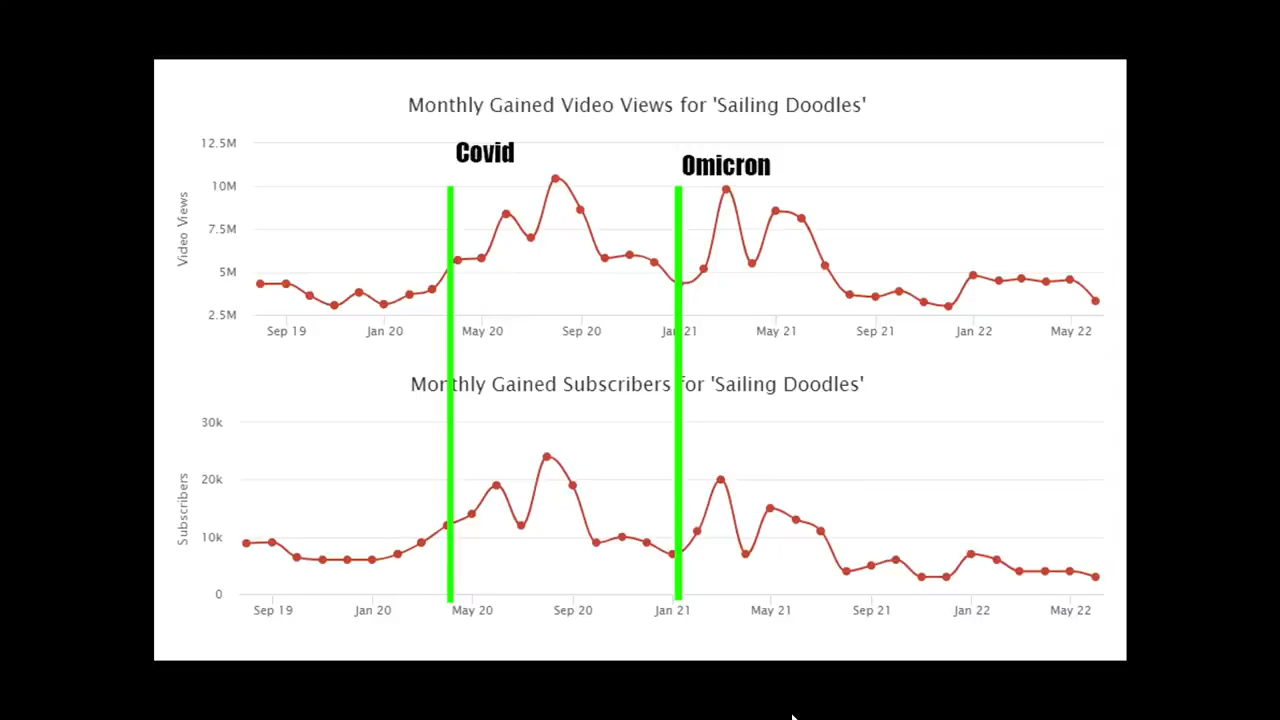 Monthly Gained Video Views for 'Sailing Doodles'
12.5M
Covid
Omicron
10M
7.5M
5M
2.5M
Video Views
Sep 19 Jan 20 May 20 Sep 20 Jan 21 May 21 Sep 21 Jan 22 May 22
Monthly Gained Subscribers for 'Sailing Doodles'
30k
20k
10k
0
Subscribers
Sep 19 Jan 20 May 20 Sep 20 Jan 21 May 21 Sep 21 Jan 22 May 22